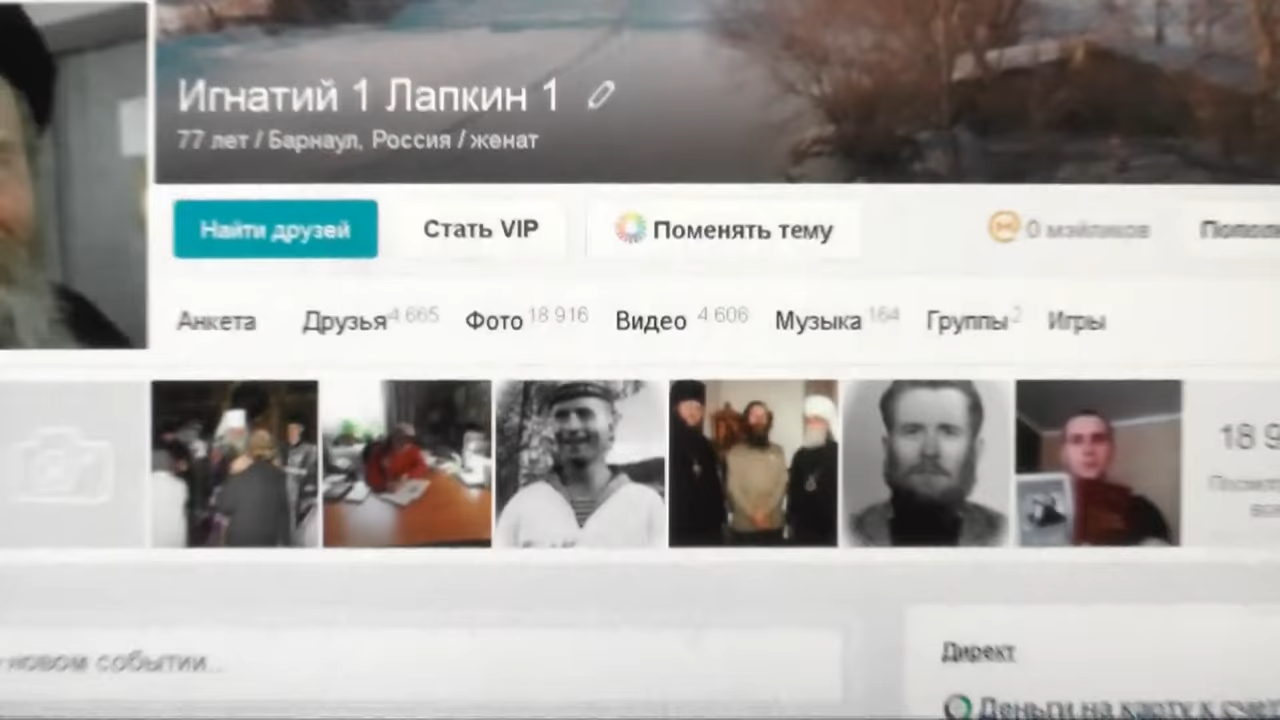 Игнатий 1 Лапкин 1
77 лет / Барнаул, Россия / женат
Найти друзей Стать VIP Поменять тему 0 мэйликов
Анкета Друзья 4 665 Фото 18 916 Видео 4 606 Музыка 164 Группы 2 Игры
18 9
новом событии...
Директ
Деньги на карту к счет